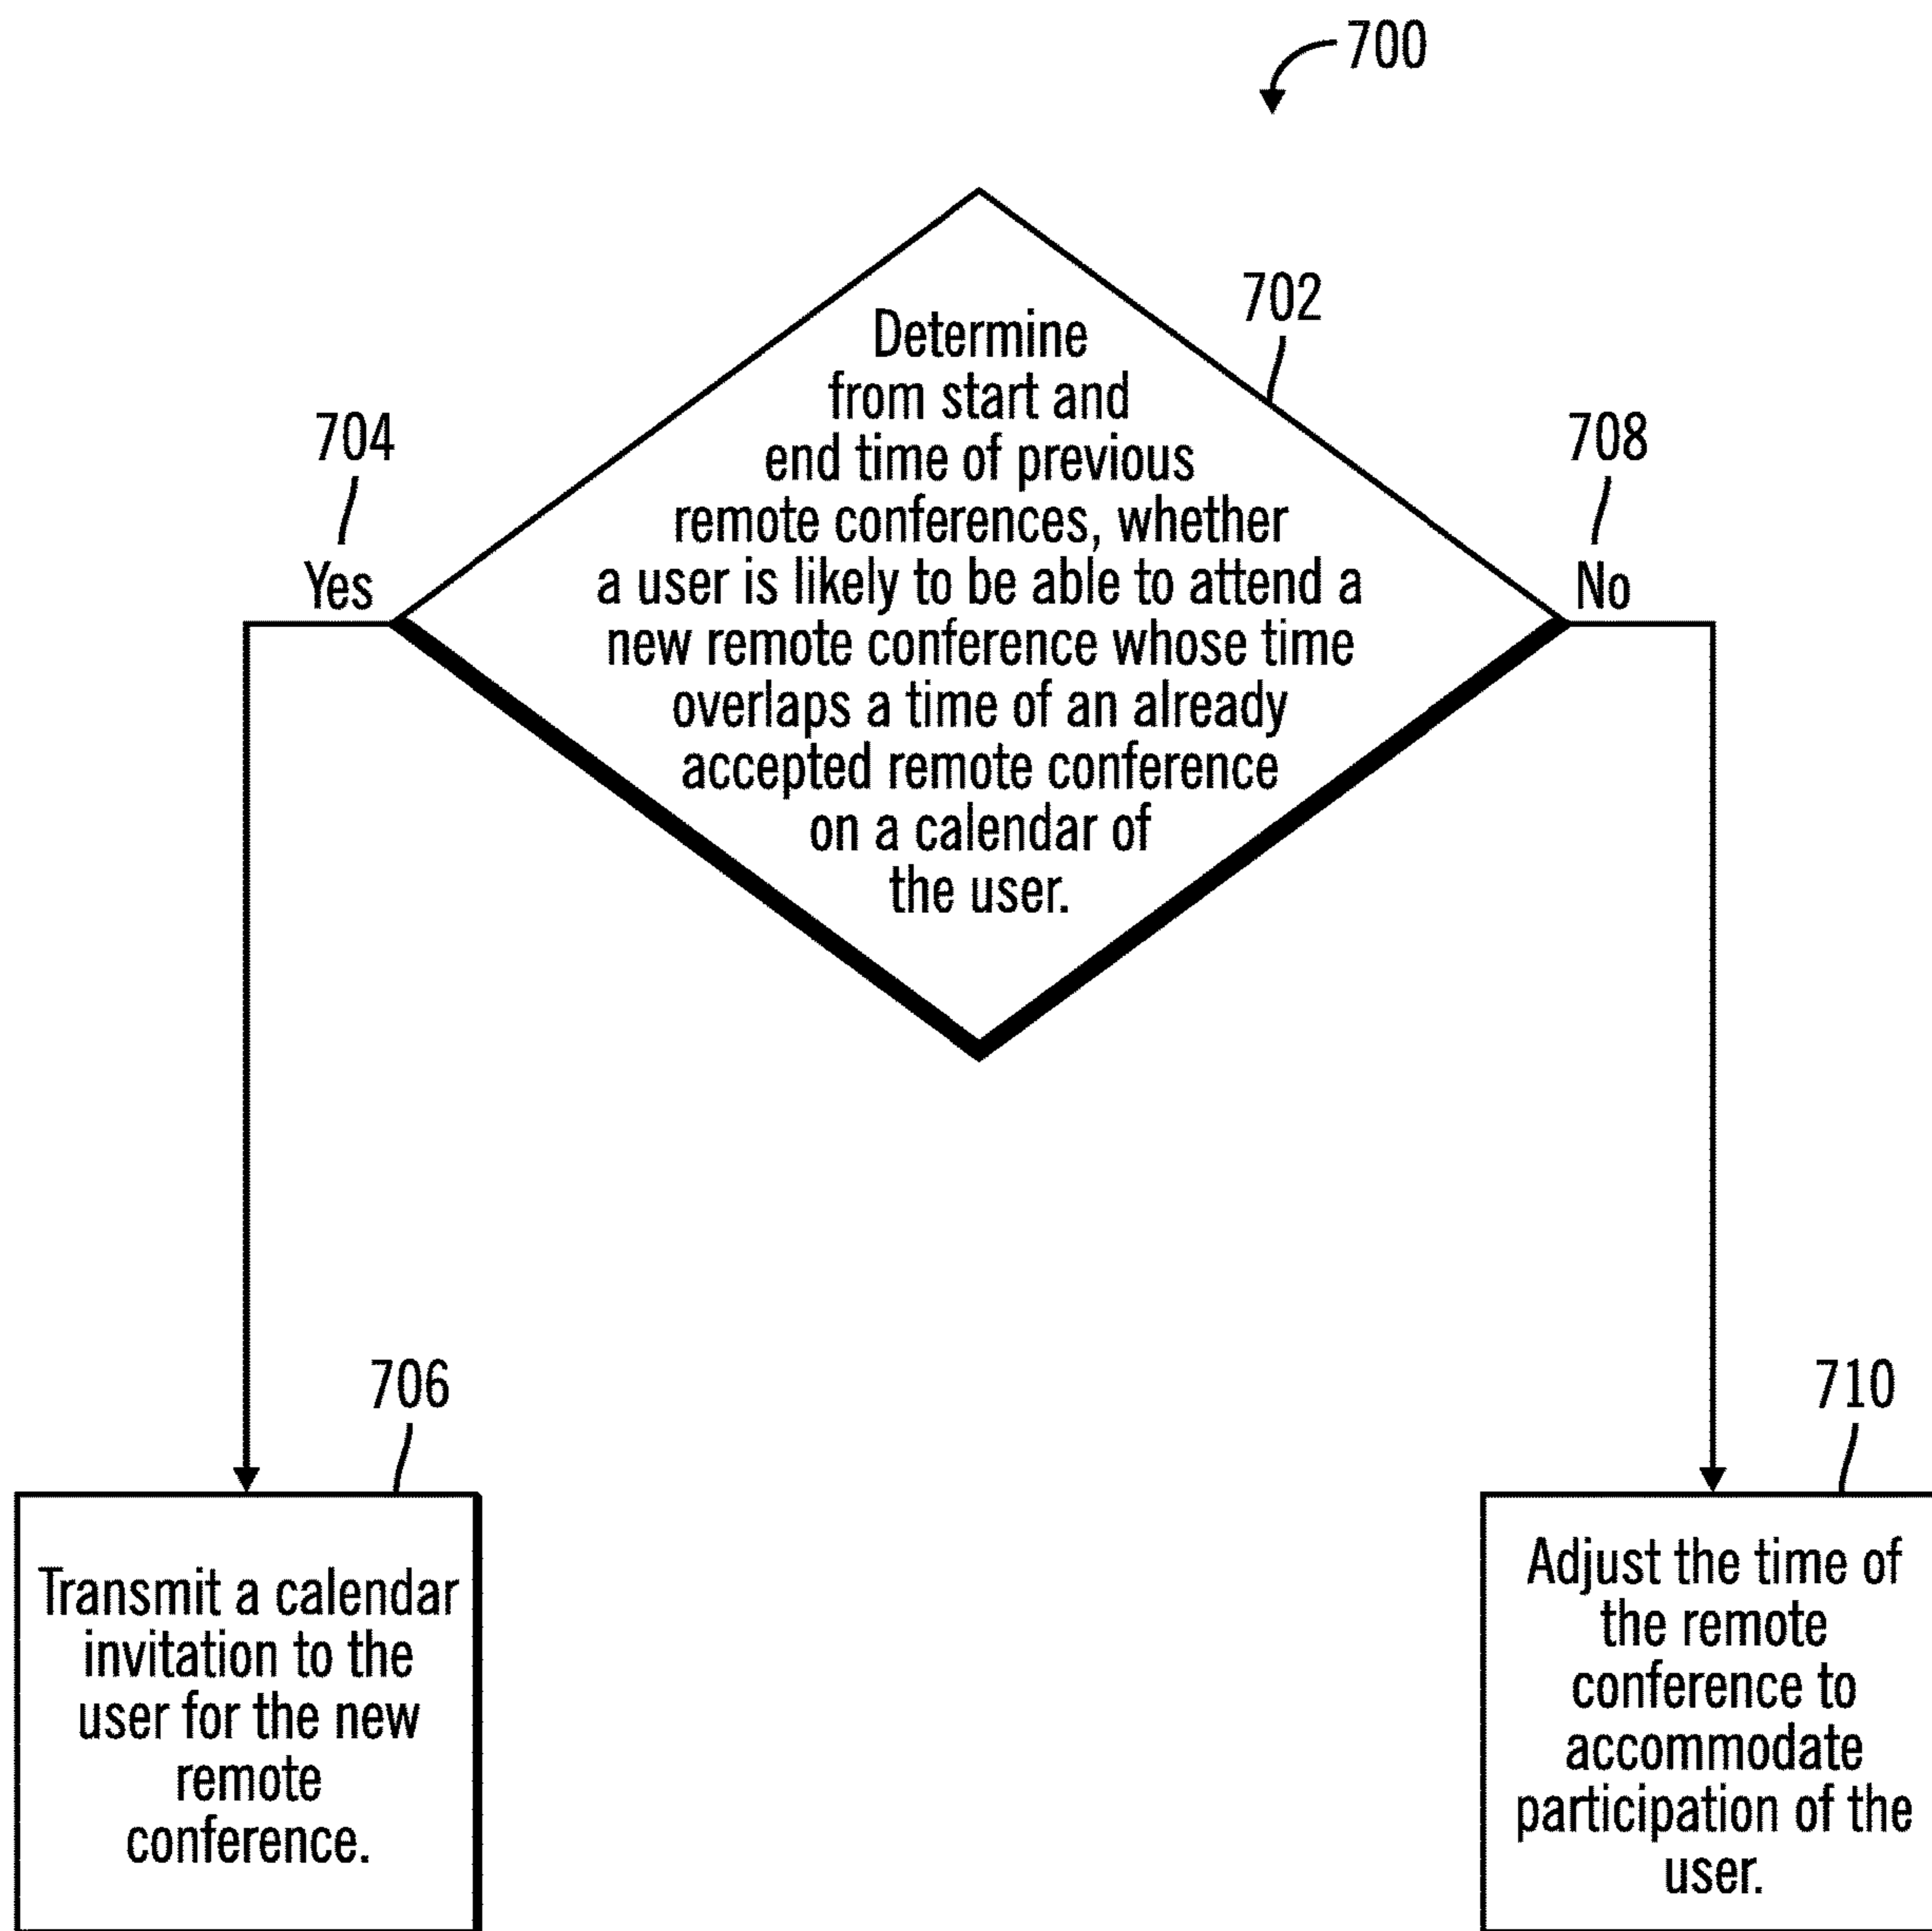 700
702
Determine
from start and
end time of previous
remote conferences, whether
a user is likely to be able to attend a
new remote conference whose time
overlaps a time of an already
accepted remote conference
on a calendar of
the user.
704
Yes
708
No
706
Transmit a calendar
invitation to the
user for the new
remote
conference.
710
Adjust the time of
the remote
conference to
accommodate
participation of the
user.